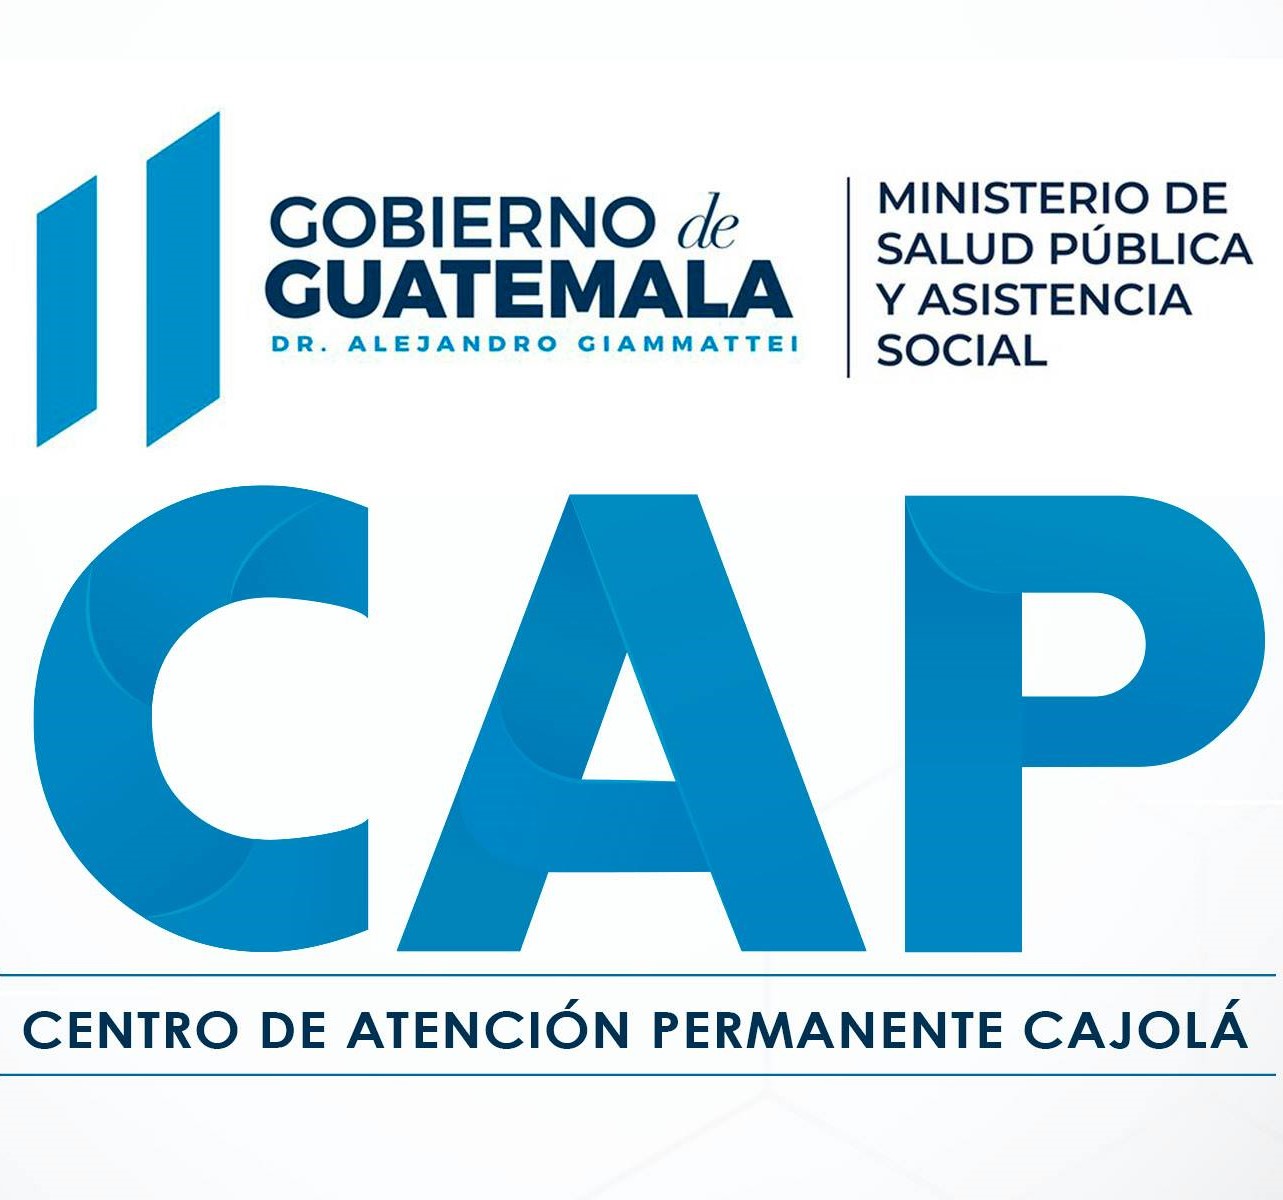 GOBIERNO de
GUATEMALA
DR. ALEJANDRO GIAMMATTEI
MINISTERIO DE
SALUD PÚBLICA
Y ASISTENCIA
SOCIAL
CAP
CENTRO DE ATENCIÓN PERMANENTE CAJOLÁ